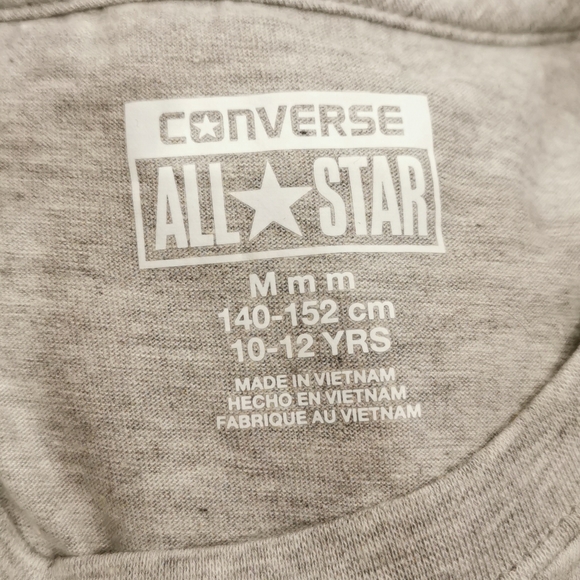 CONVERSE
ALL★STAR
M m m
140-152 cm
10-12 YRS
MADE IN VIETNAM
HECHO EN VIETNAM
FABRIQUE AU VIETNAM